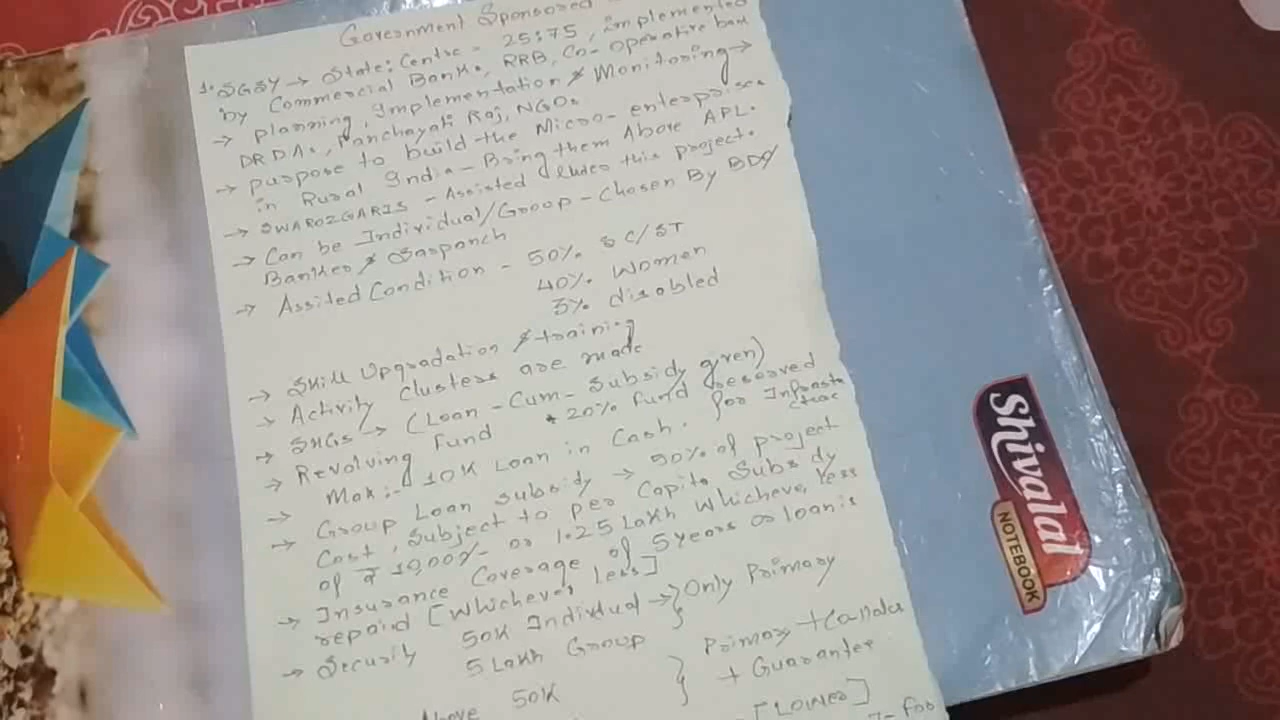 Government Sponsored
1. SGSY → State: Centre - 25:75, implemented
by Commercial Banks, RRB, Co-Operative ban
→ planning, Implementation & Monitoring →
DRDAs, Panchayati Raj, NGOs
→ purpose to build the Micro-enterprises
in Rural India - Bring them Above APL.
→ SWAROZGARIS - Assisted this project.
→ Can be Individual/Group - Chosen By BDO/
Banker & Sarpanch
→ Assited Condition - 50% SC/ST
40% Women
3% disabled
→ Skill Upgradation & training
→ Activity Clusters are made
→ SHGs → (Loan-Cum-Subsidy given)
→ Revolving Fund * 20% Fund reserved
for Infrastr
Max:- 10K Loan in Cash.
→ Group Loan Subsidy → 50% of project
→ Cost, Subject to per Capita Subsidy
of ₹ 10,00%- or 1.25 Lakh Whichever less
→ Insurance Coverage of 5years or loan is
repaid [Whichever Less]
→ Security 50K Individual → } Only Primary
5 Lakh Group
Above 50K } Primary +
+ Guarantee
[Lower]
Shivalal
NOTEBOOK